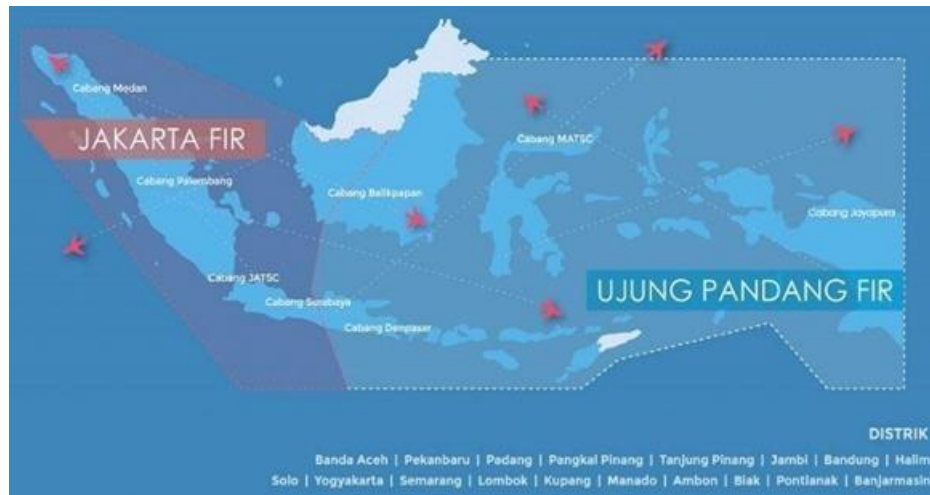 Cabang Medan
JAKARTA FIR
Cabang MATSC
Cabang Palembang
Cabang Balikpapan
Cabang Jayapura
Cabang JATSC
Cabang Surabaya
UJUNG PANDANG FIR
Cabang Denpasar
DISTRIK
Banda Aceh | Pekanbaru | Padang | Pangkal Pinang | Tanjung Pinang | Jambi | Bandung | Halim
Solo | Yogyakarta | Semarang | Lombok | Kupang | Manado | Ambon | Biak | Pontianak | Banjarmasin